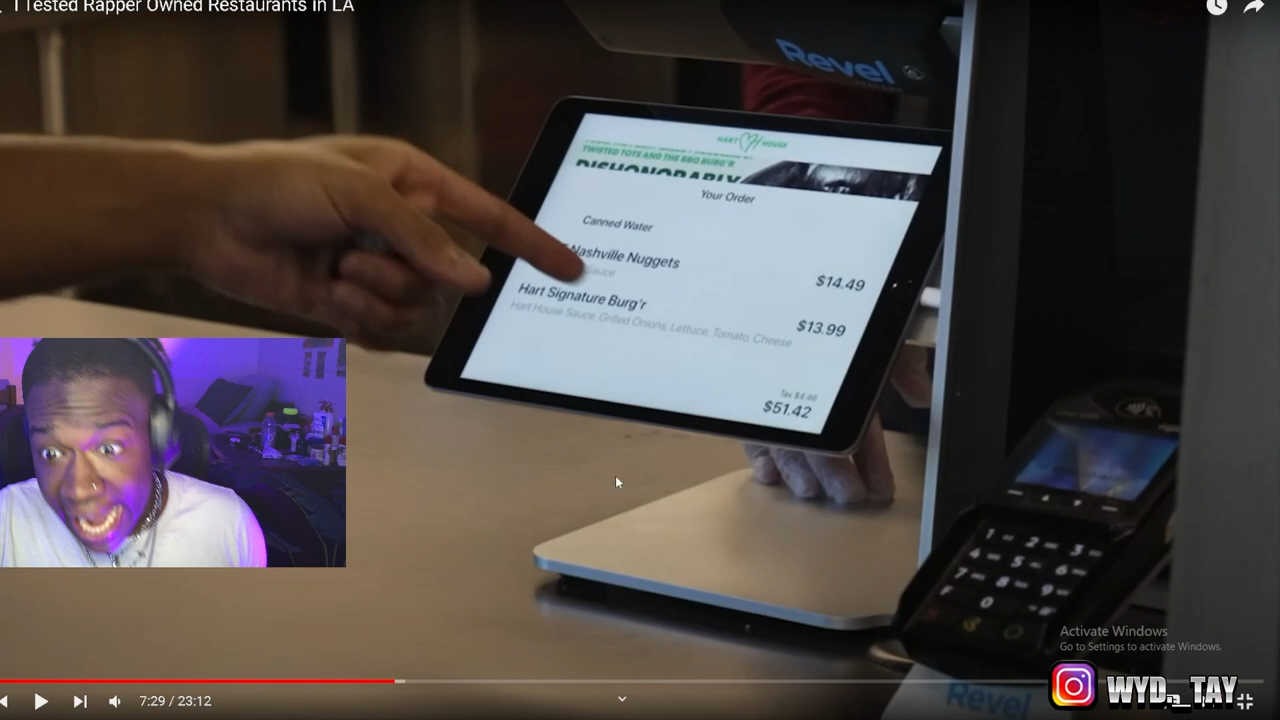 I Tested Rapper Owned Restaurants In LA
Revel
HART HOUSE
TWISTED TOTS AND THE BBQ BURG'R
DISHONORABLY
Your Order
Canned Water
Nashville Nuggets
Sauce
$14.49
Hart Signature Burg'r
$13.99
Hart House Sauce, Grilled Onions, Lettuce, Tomato, Cheese
Tax $4.46
$51.42
1 2 3
4 5 6
7 8 9
0
Activate Windows
Go to Settings to activate Windows.
7:29 / 23:12
Revel
WYD_TAY